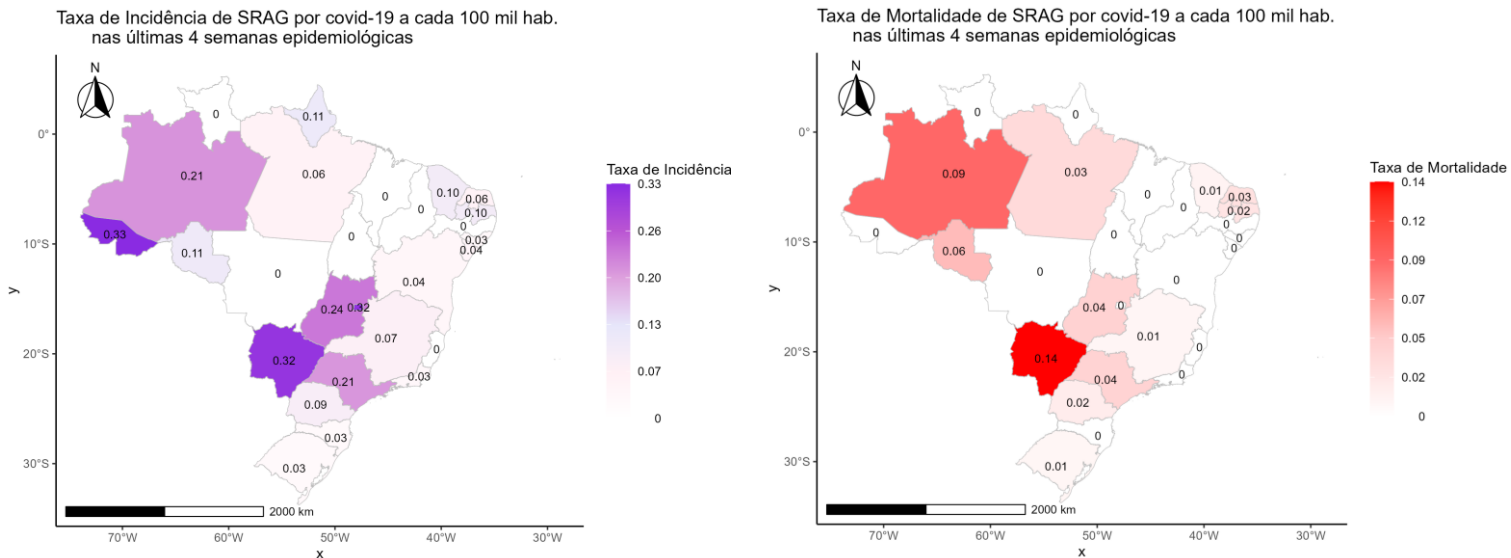 Taxa de Incidência de SRAG por covid-19 a cada 100 mil hab.
nas últimas 4 semanas epidemiológicas
N
0
0.11
0.21
0.06
0
0
0.10
0.06
0.10
0
0.03
0.04
0.33
0.11
0
0
0.04
0.24
0.32
0.07
0
0.32
0.21
0.03
0.09
0.03
0.03
0°
10°S
20°S
30°S
y
2000 km
70°W
60°W
50°W
40°W
30°W
x
Taxa de Incidência
0.33
0.26
0.20
0.13
0.07
0
Taxa de Mortalidade de SRAG por covid-19 a cada 100 mil hab.
nas últimas 4 semanas epidemiológicas
N
0
0
0.09
0.03
0
0
0.01
0.03
0.02
0
0
0
0
0.06
0
0
0
0.04
0
0.01
0
0.14
0.04
0
0.02
0
0.01
0°
10°S
20°S
30°S
y
2000 km
70°W
60°W
50°W
40°W
30°W
x
Taxa de Mortalidade
0.14
0.12
0.09
0.07
0.05
0.02
0